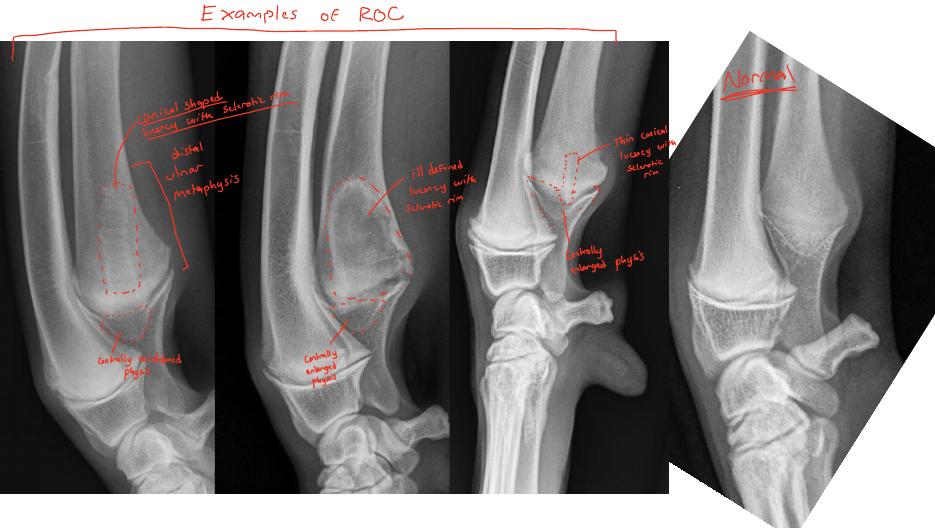 Examples of ROC
Conical shaped
lucency with sclerotic rim
distal
ulnar
metaphysis
Centrally widened
physis
ill defined
lucency with
sclerotic rim
Centrally
enlarged
physis
Thin conical
lucency with
sclerotic
rim
Centrally
enlarged physis
Normal